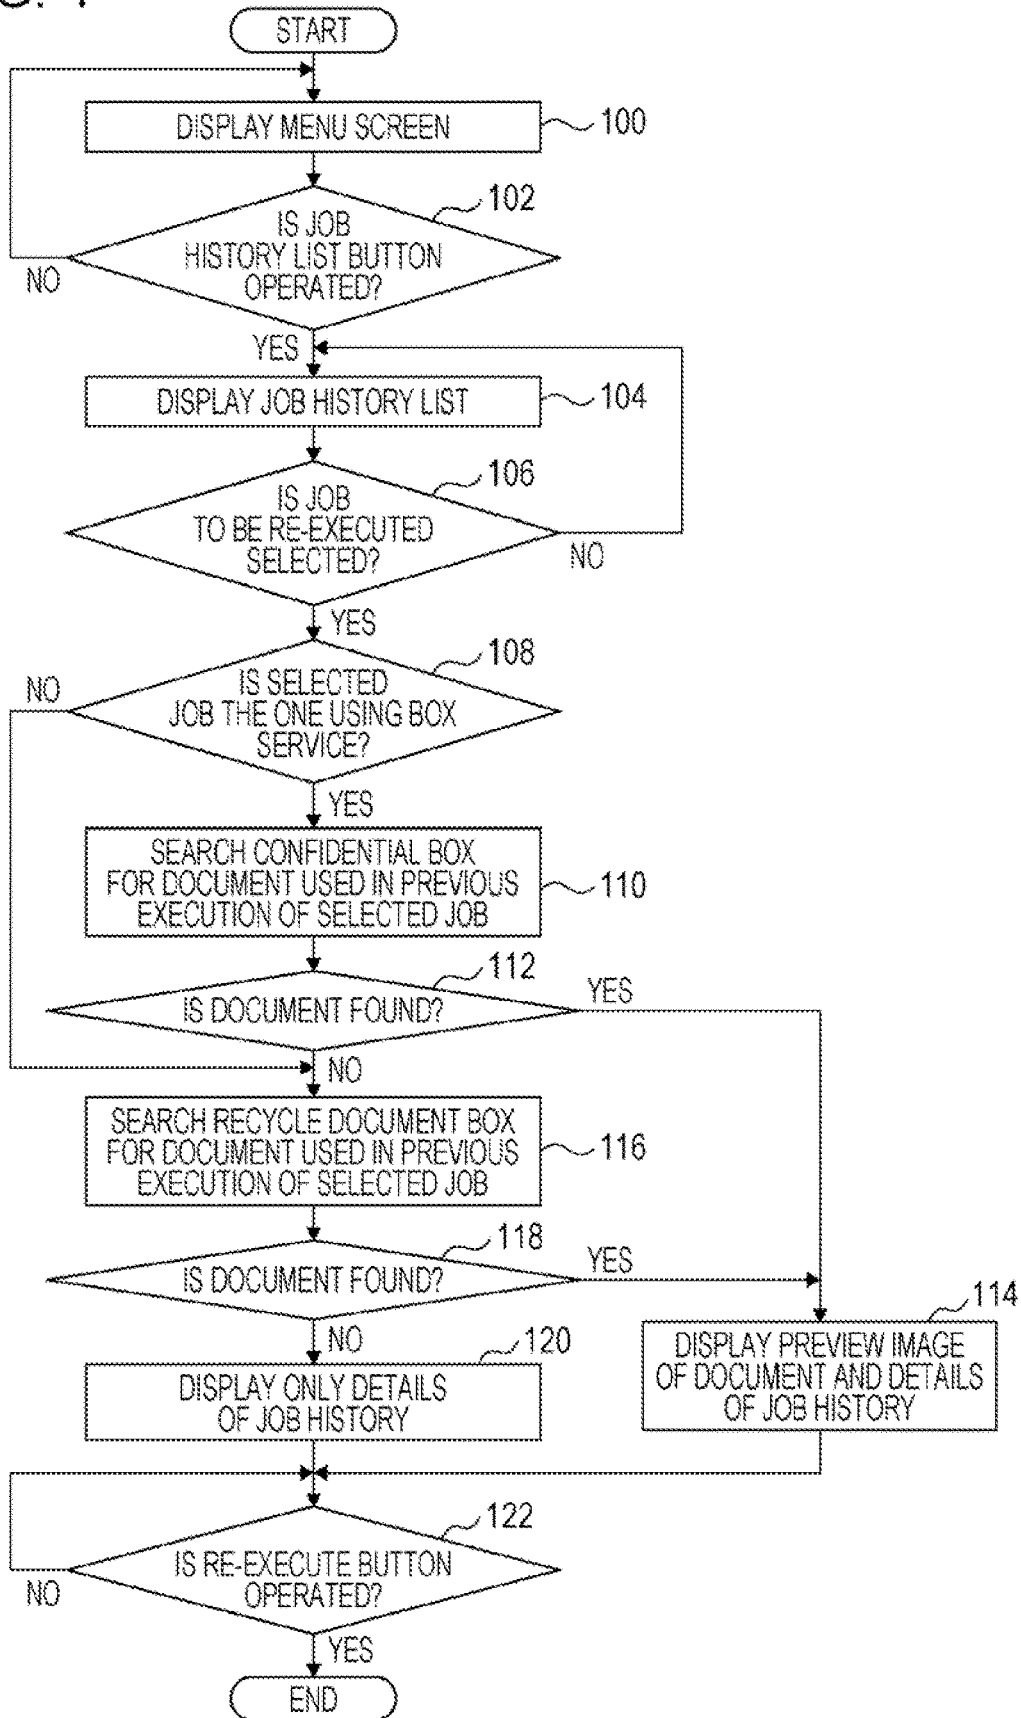 START
DISPLAY MENU SCREEN
100
102
IS JOB
HISTORY LIST BUTTON
OPERATED?
NO
YES
DISPLAY JOB HISTORY LIST
104
106
IS JOB
TO BE RE-EXECUTED
SELECTED?
NO
YES
108
IS SELECTED
JOB THE ONE USING BOX
SERVICE?
NO
YES
SEARCH CONFIDENTIAL BOX
FOR DOCUMENT USED IN PREVIOUS
EXECUTION OF SELECTED JOB
110
112
IS DOCUMENT FOUND?
YES
NO
SEARCH RECYCLE DOCUMENT BOX
FOR DOCUMENT USED IN PREVIOUS
EXECUTION OF SELECTED JOB
116
118
IS DOCUMENT FOUND?
YES
NO
114
DISPLAY PREVIEW IMAGE
OF DOCUMENT AND DETAILS
OF JOB HISTORY
120
DISPLAY ONLY DETAILS
OF JOB HISTORY
122
IS RE-EXECUTE BUTTON
OPERATED?
NO
YES
END